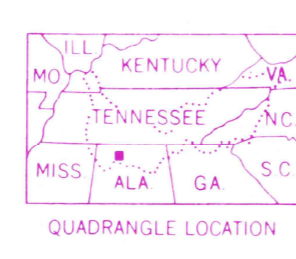 ILL.
KENTUCKY
MO.
VA.
TENNESSEE
N.C.
MISS.
ALA.
GA.
S.C.
QUADRANGLE LOCATION